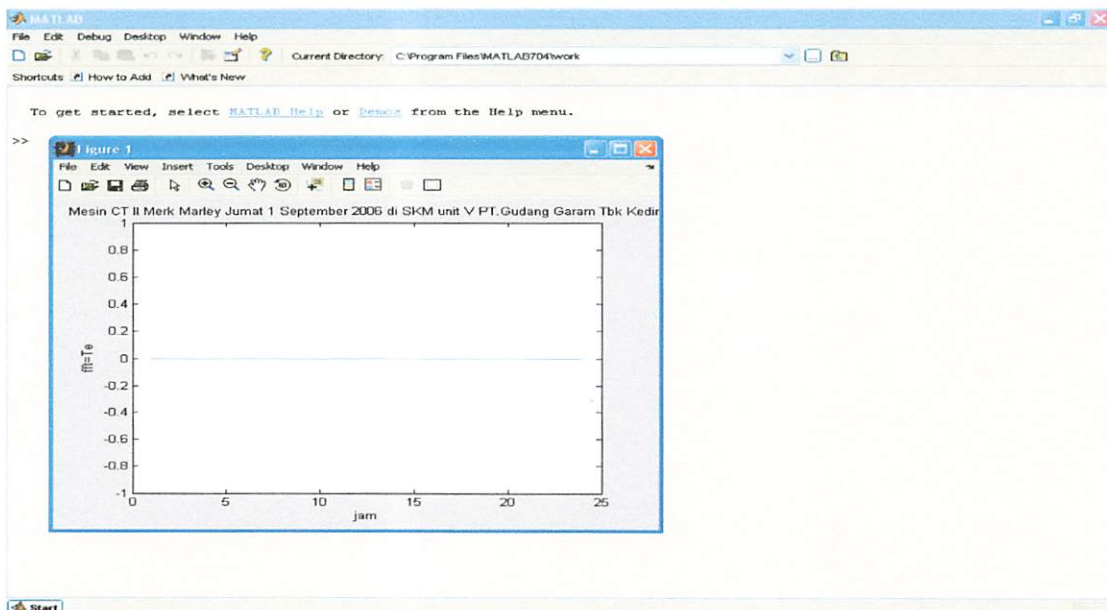 MATLAB
File Edit Debug Desktop Window Help
Current Directory: C:\Program Files\MATLAB704\work
Shortcuts How to Add What's New
To get started, select MATLAB Help or Demos from the Help menu.
>>
Figure 1
File Edit View Insert Tools Desktop Window Help
Mesin CT II Merk Marley Jumat 1 September 2006 di SKM unit V PT.Gudang Garam Tbk Kedir
1
0.8
0.6
0.4
0.2
0
-0.2
-0.4
-0.6
-0.8
-1
0 5 10 15 20 25
jam
Start